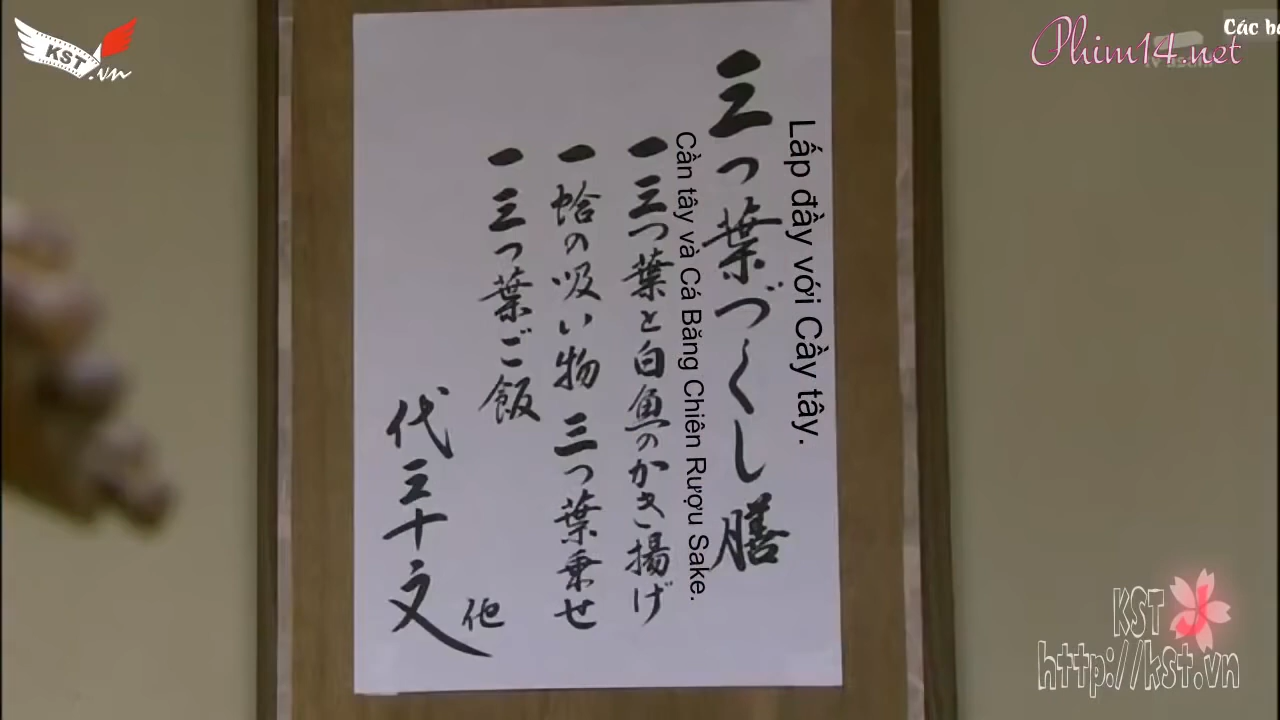 KST.vn
Phim14.net
Các bạ
三つ葉づくし膳
一 三つ葉と白魚のかき揚げ
一 蛤の吸い物 三つ葉乗せ
一 三つ葉ご飯
他
代三十文
Lấp đầy với Cầy tây.
Cần tây và Cá Băng Chiên Rượu Sake.
KST
http://kst.vn